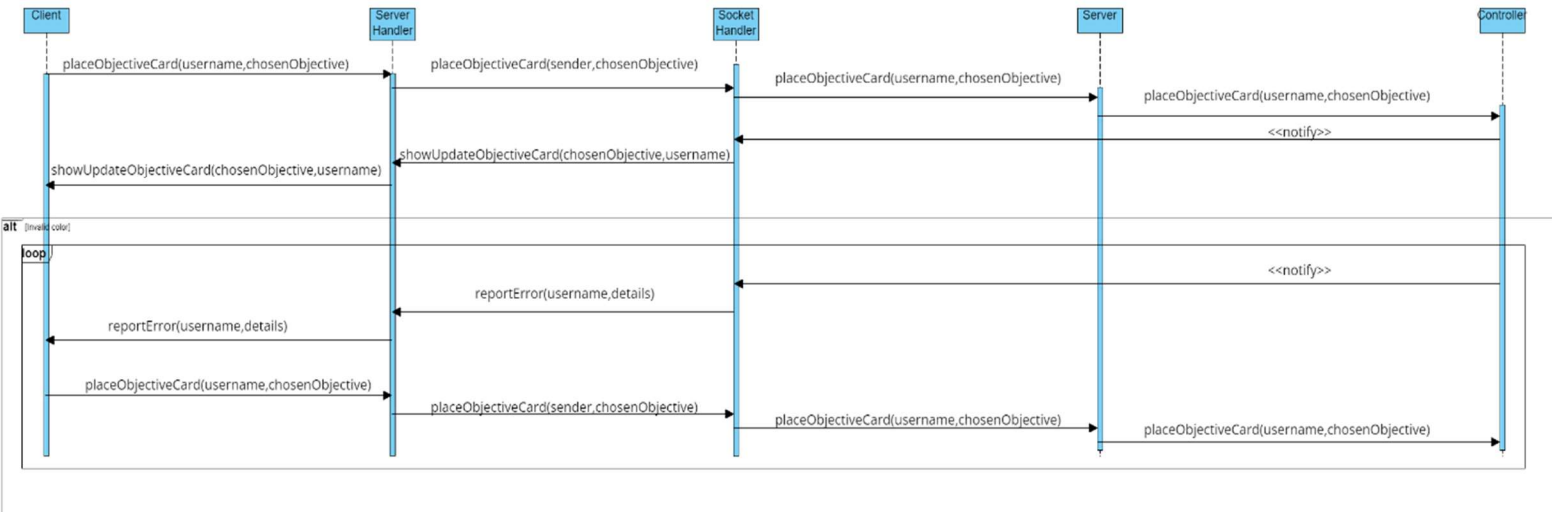 Client
Server
Handler
Socket
Handler
Server
Controller
placeObjectiveCard(username,chosenObjective)
placeObjectiveCard(sender,chosenObjective)
placeObjectiveCard(username,chosenObjective)
placeObjectiveCard(username,chosenObjective)
<<notify>>
showUpdateObjectiveCard(chosenObjective,username)
showUpdateObjectiveCard(chosenObjective,username)
alt [Invalid color]
loop
<<notify>>
reportError(username,details)
reportError(username,details)
placeObjectiveCard(username,chosenObjective)
placeObjectiveCard(sender,chosenObjective)
placeObjectiveCard(username,chosenObjective)
placeObjectiveCard(username,chosenObjective)